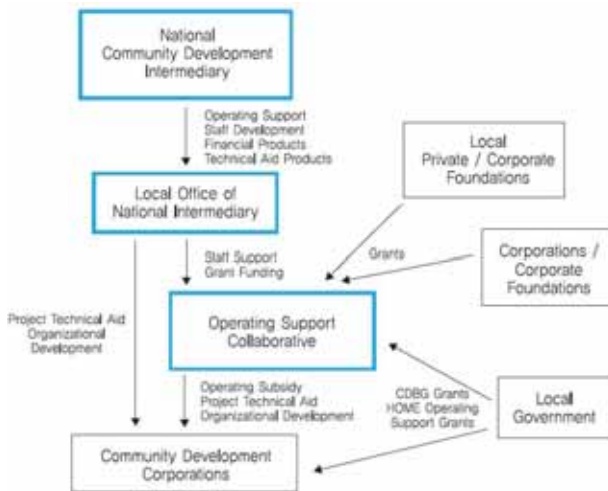 National
Community Development
Intermediary
Operating Support
Staff Development
Financial Products
Technical Aid Products
Local
Private / Corporate
Foundations
Local Office of
National Intermediary
Staff Support
Grant Funding
Grants
Corporations /
Corporate
Foundations
Project Technical Aid
Organizational
Development
Operating Support
Collaborative
Operating Subsidy
Project Technical Aid
Organizational Development
CDBG Grants
HOME Operating
Support Grants
Local
Government
Community Development
Corporations